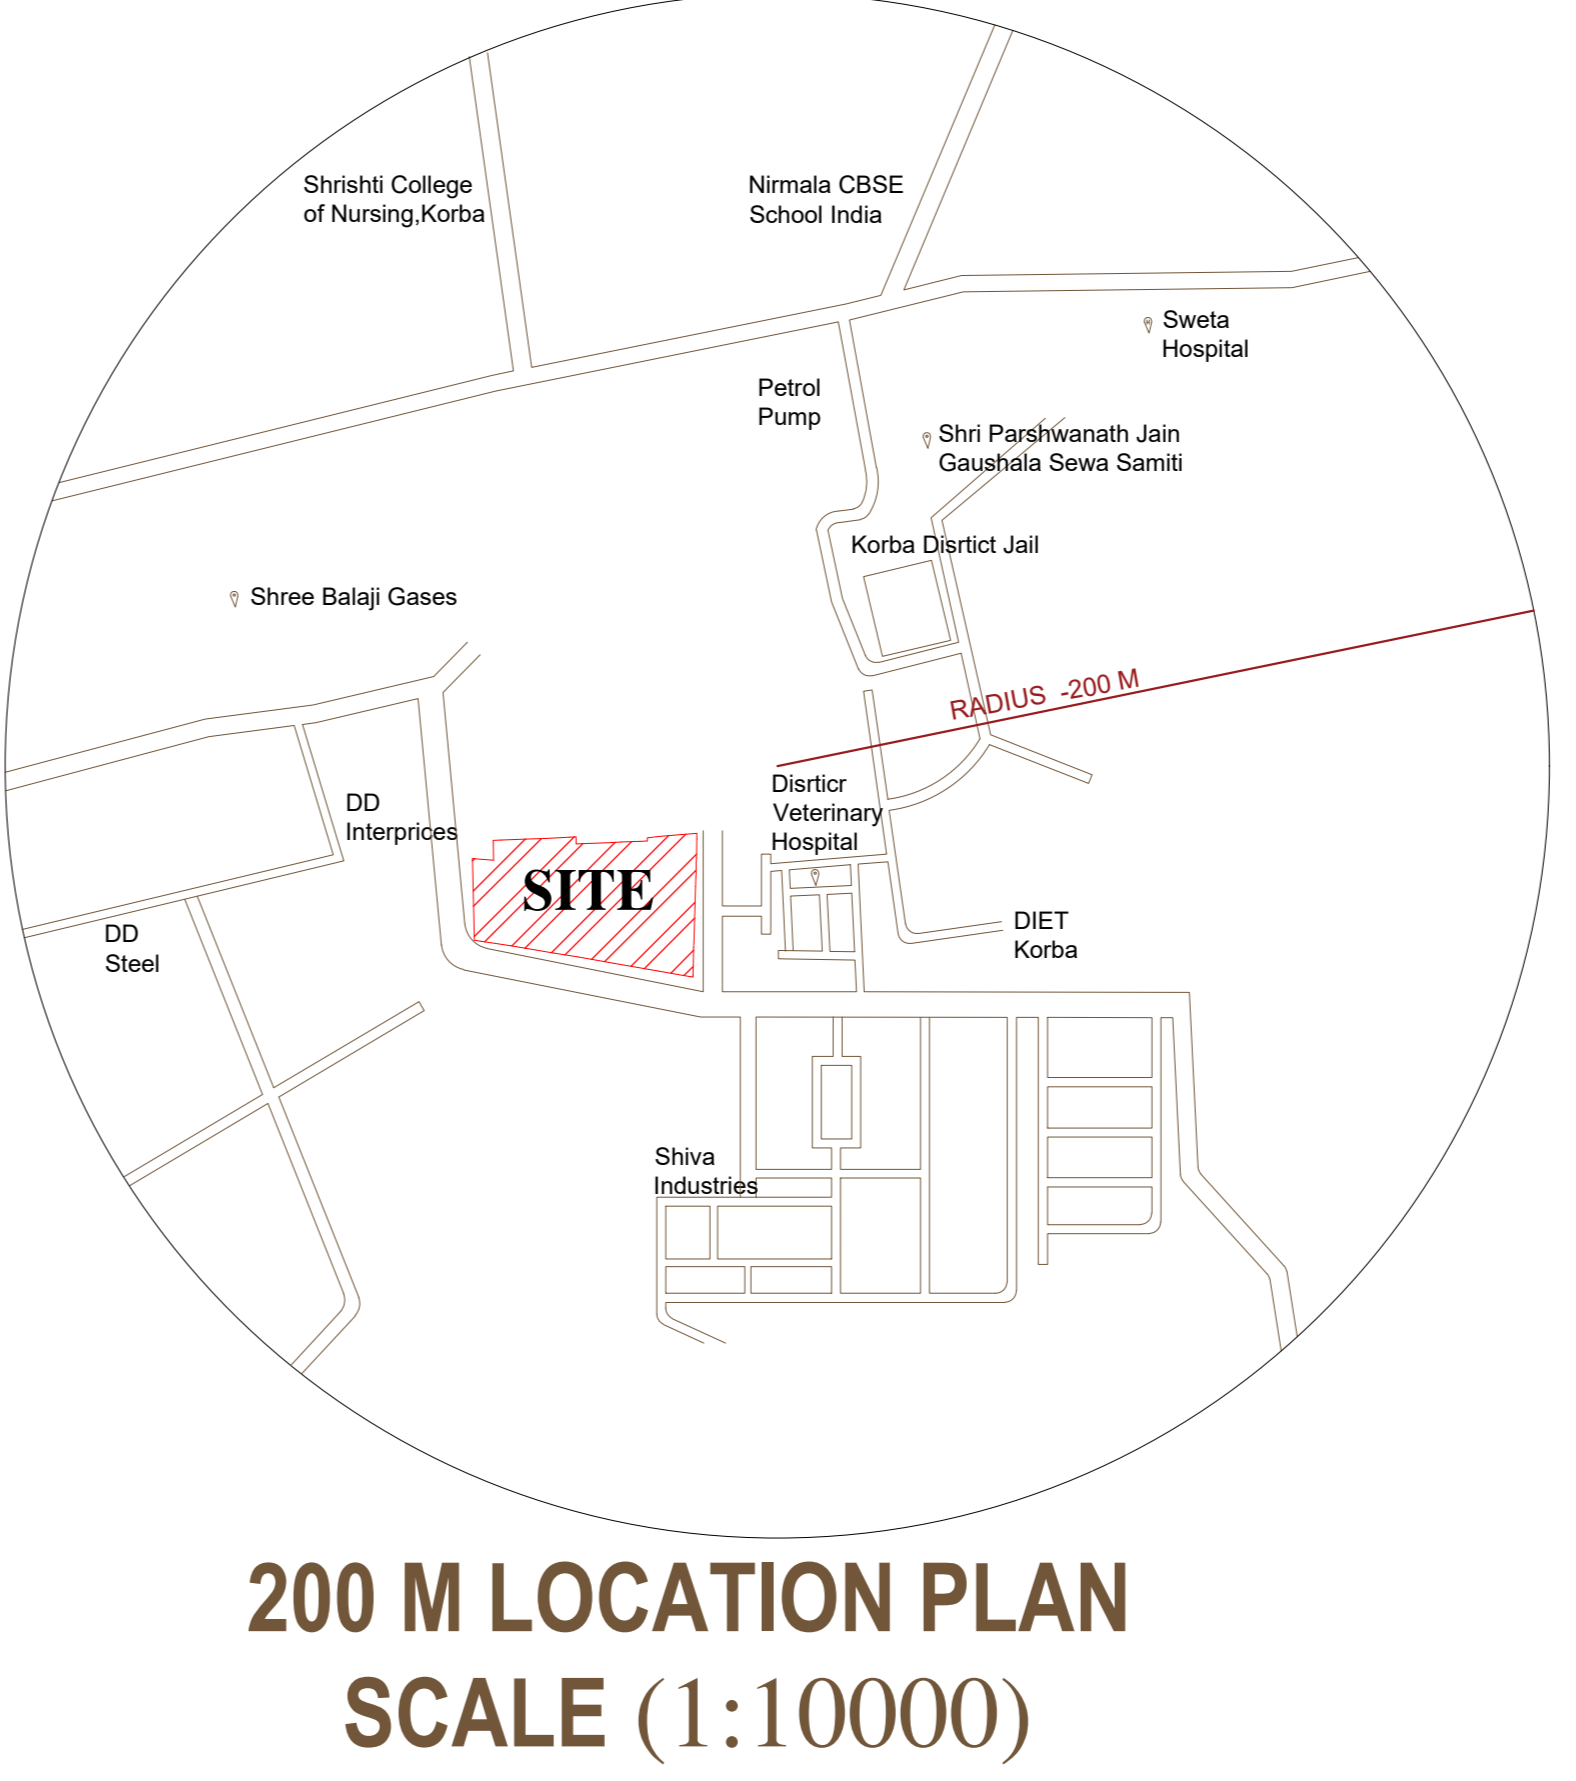 Shrishti College
of Nursing,Korba
Nirmala CBSE
School India
Sweta
Hospital
Petrol
Pump
Shri Parshwanath Jain
Gaushala Sewa Samiti
Korba Disrtict Jail
Shree Balaji Gases
RADIUS -200 M
Disrticr
Veterinary
Hospital
DD
Interprices
SITE
DIET
Korba
DD
Steel
Shiva
Industries
200 M LOCATION PLAN
SCALE (1:10000)